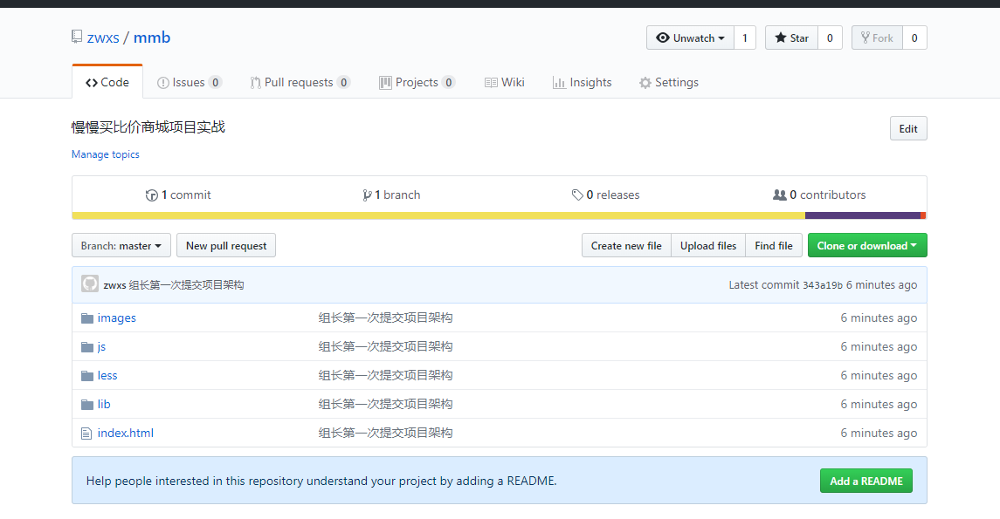 zwxs / mmb
Unwatch 1 Star 0 Fork 0
Code Issues 0 Pull requests 0 Projects 0 Wiki Insights Settings
慢慢买比价商城项目实战
Edit
Manage topics
1 commit 1 branch 0 releases 0 contributors
Branch: master New pull request Create new file Upload files Find file Clone or download
zwxs 组长第一次提交项目架构 Latest commit 343a19b 6 minutes ago
images 组长第一次提交项目架构 6 minutes ago
js 组长第一次提交项目架构 6 minutes ago
less 组长第一次提交项目架构 6 minutes ago
lib 组长第一次提交项目架构 6 minutes ago
index.html 组长第一次提交项目架构 6 minutes ago
Help people interested in this repository understand your project by adding a README. Add a README